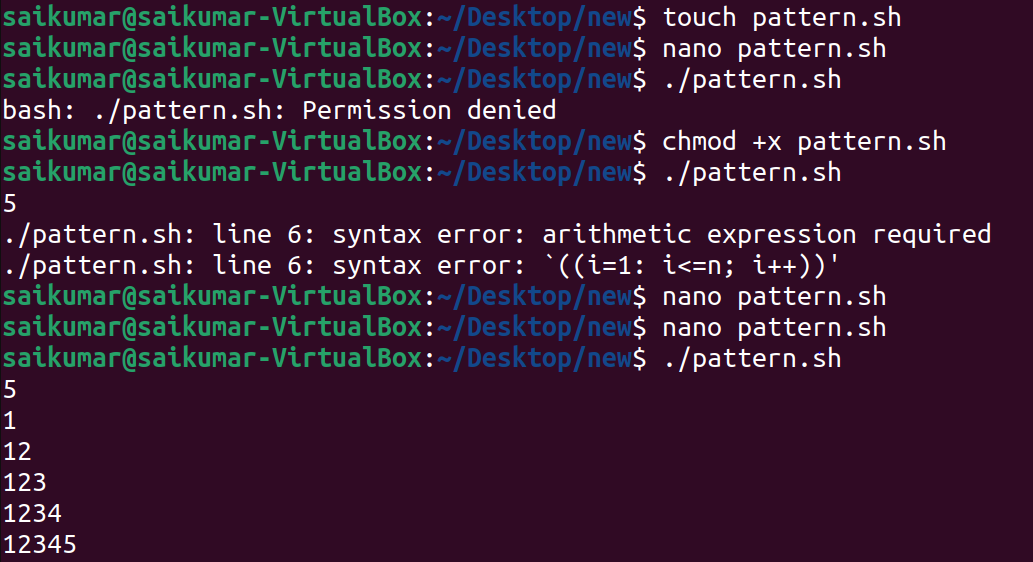 saikumar@saikumar-VirtualBox:~/Desktop/new$ touch pattern.sh
saikumar@saikumar-VirtualBox:~/Desktop/new$ nano pattern.sh
saikumar@saikumar-VirtualBox:~/Desktop/new$ ./pattern.sh
bash: ./pattern.sh: Permission denied
saikumar@saikumar-VirtualBox:~/Desktop/new$ chmod +x pattern.sh
saikumar@saikumar-VirtualBox:~/Desktop/new$ ./pattern.sh
5
./pattern.sh: line 6: syntax error: arithmetic expression required
./pattern.sh: line 6: syntax error: `((i=1: i<=n; i++))'
saikumar@saikumar-VirtualBox:~/Desktop/new$ nano pattern.sh
saikumar@saikumar-VirtualBox:~/Desktop/new$ nano pattern.sh
saikumar@saikumar-VirtualBox:~/Desktop/new$ ./pattern.sh
5
1
12
123
1234
12345